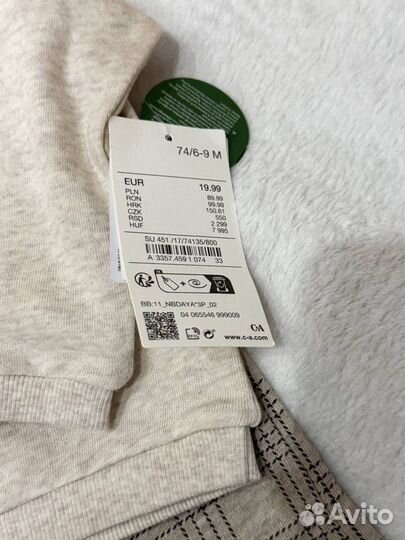 74/6-9 M
EUR 19.99
PLN 89.99
RON 99.99
HRK 150.61
CZK 550
RSD 2 299
HUF 7 995
SU 451 /17/74135/800
A 3357.459 1 074 33
BB:11_NBDAYA*3P_02
04 065546 999009
C&A
www.c-a.com
Avito